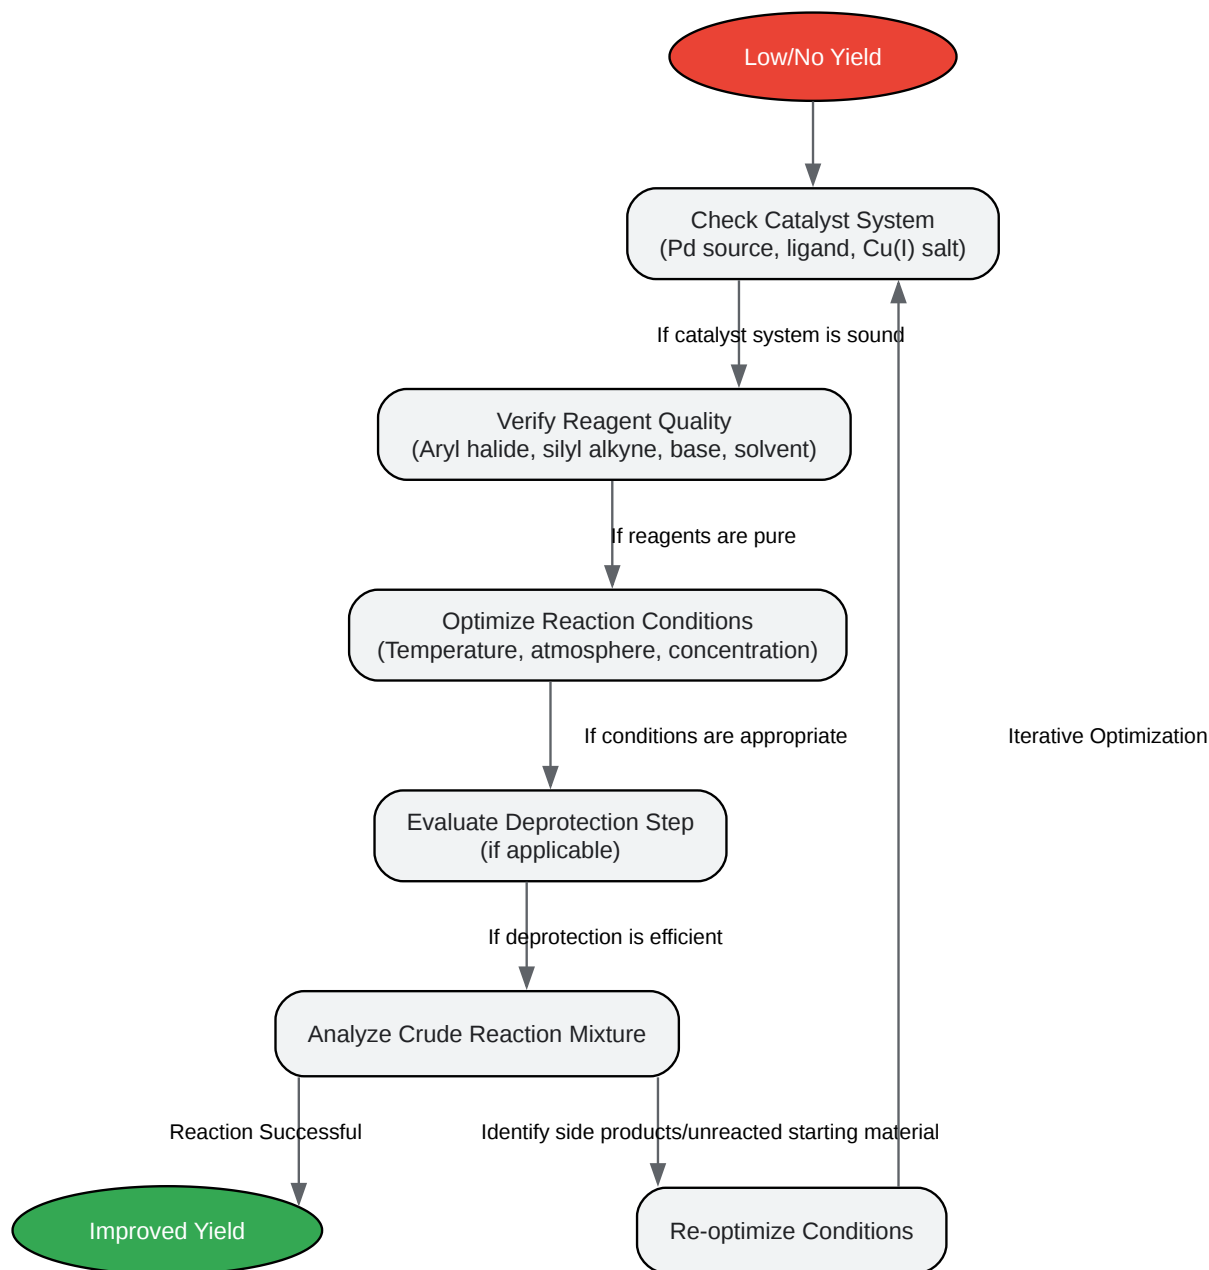 Low/No Yield
Check Catalyst System
(Pd source, ligand, Cu(I) salt)
If catalyst system is sound
Verify Reagent Quality
(Aryl halide, silyl alkyne, base, solvent)
If reagents are pure
Optimize Reaction Conditions
(Temperature, atmosphere, concentration)
If conditions are appropriate
Iterative Optimization
Evaluate Deprotection Step
(if applicable)
If deprotection is efficient
Analyze Crude Reaction Mixture
Reaction Successful
Identify side products/unreacted starting material
Improved Yield
Re-optimize Conditions